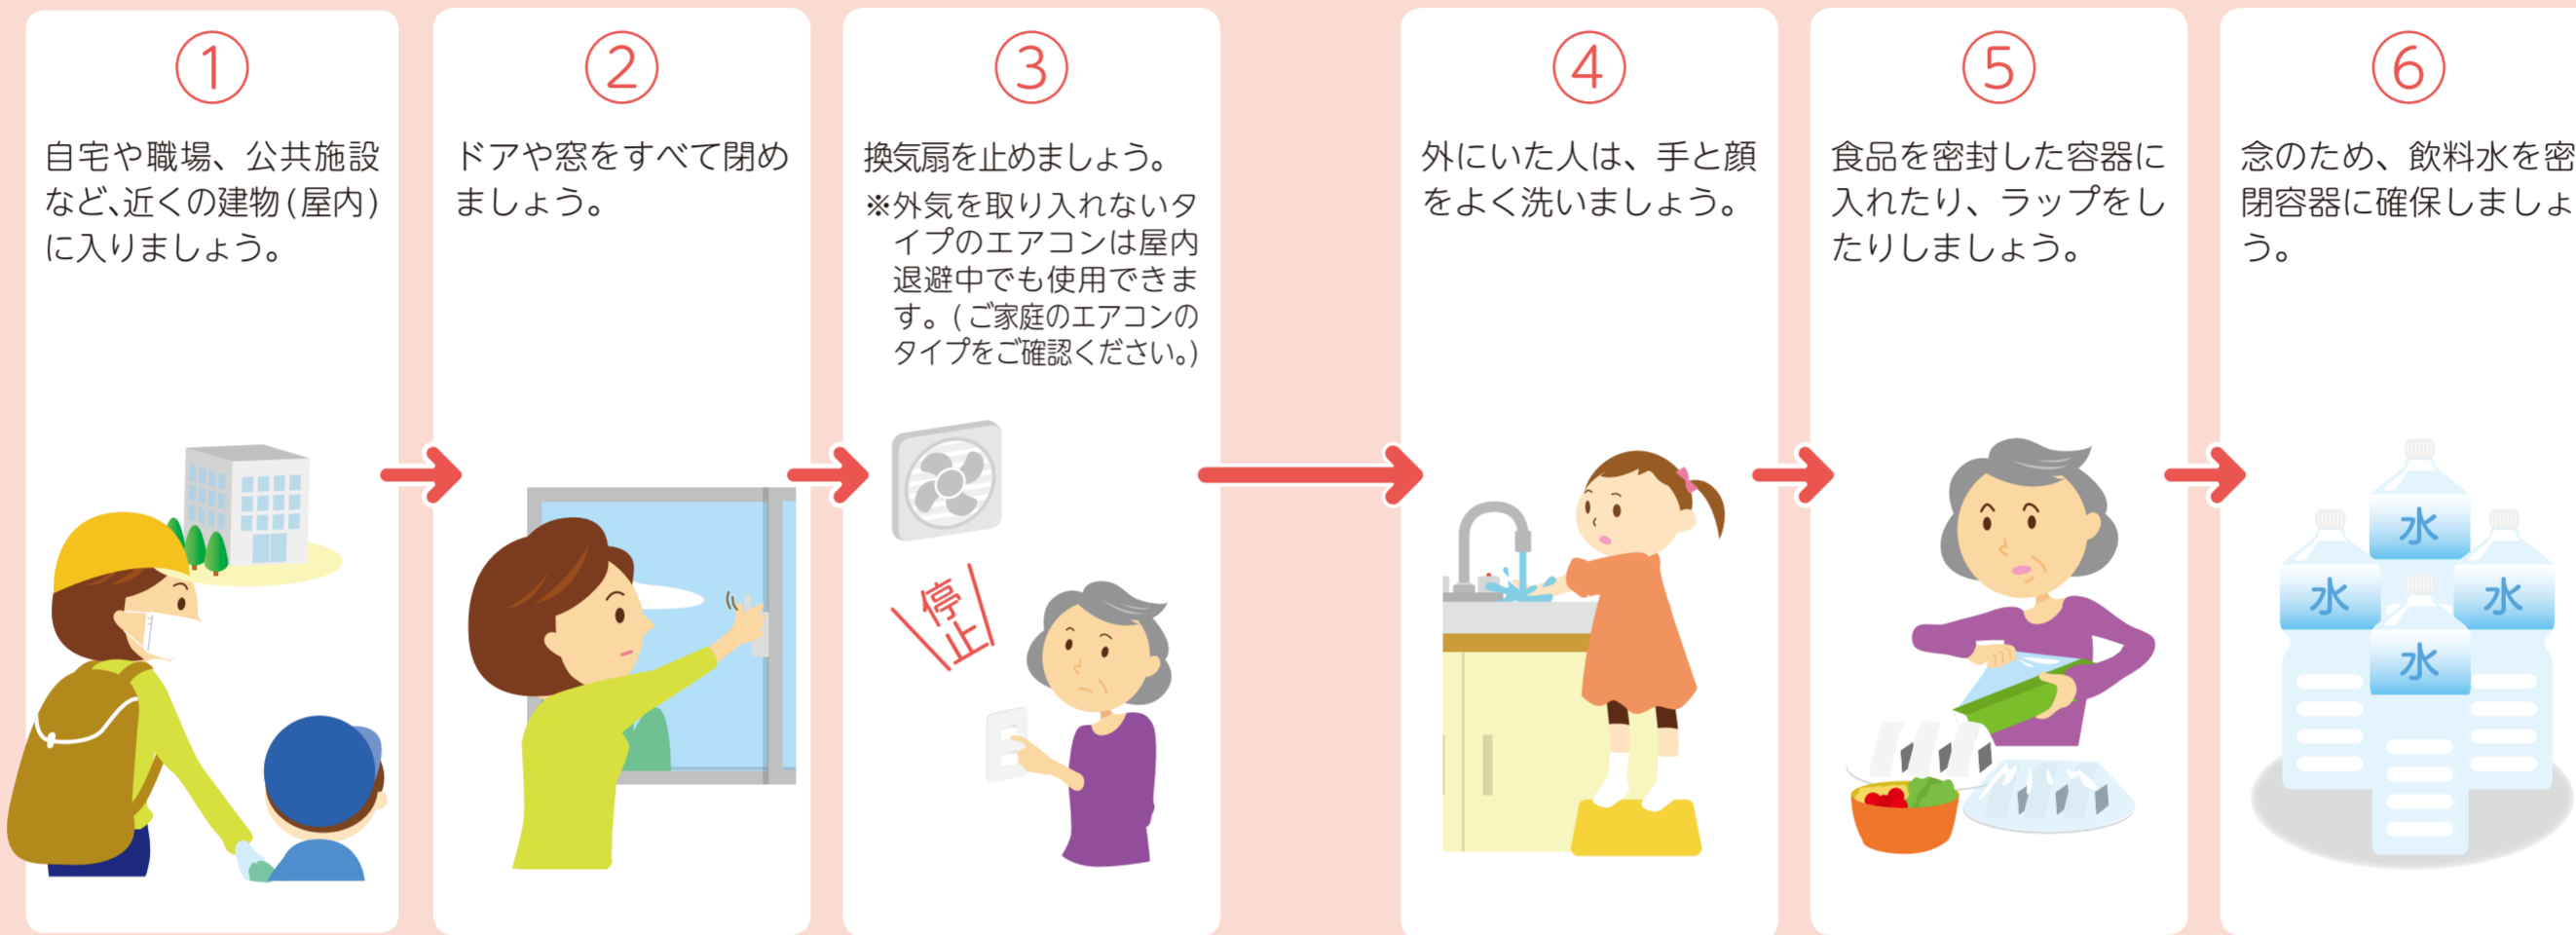 ①
自宅や職場、公共施設
など、近くの建物(屋内)
に入りましょう。
②
ドアや窓をすべて閉め
ましょう。
③
換気扇を止めましょう。
※外気を取り入れないタ
イプのエアコンは屋内
退避中でも使用できま
す。(ご家庭のエアコンの
タイプをご確認ください。)
停止
④
外にいた人は、手と顔
をよく洗いましょう。
⑤
食品を密封した容器に
入れたり、ラップをし
たりしましょう。
⑥
念のため、飲料水を密
閉容器に確保しましょ
う。
水
水
水
水